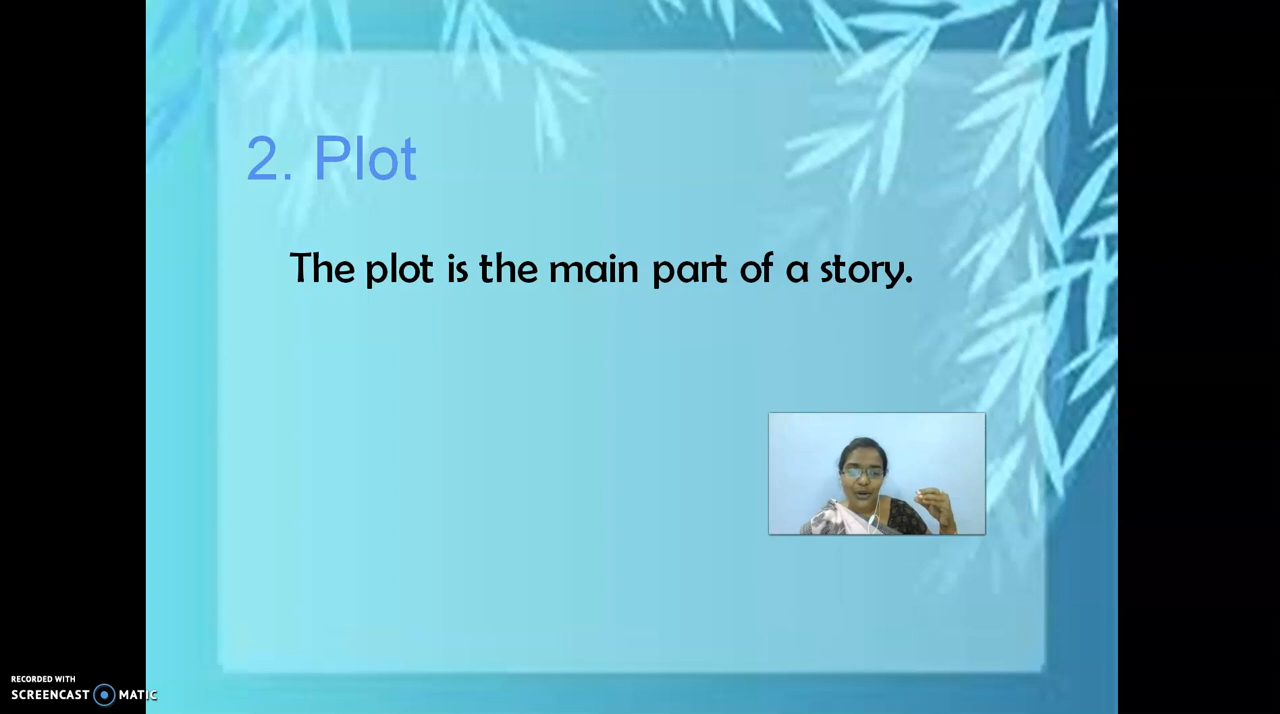 2. Plot
The plot is the main part of a story.
RECORDED WITH
SCREENCAST MATIC